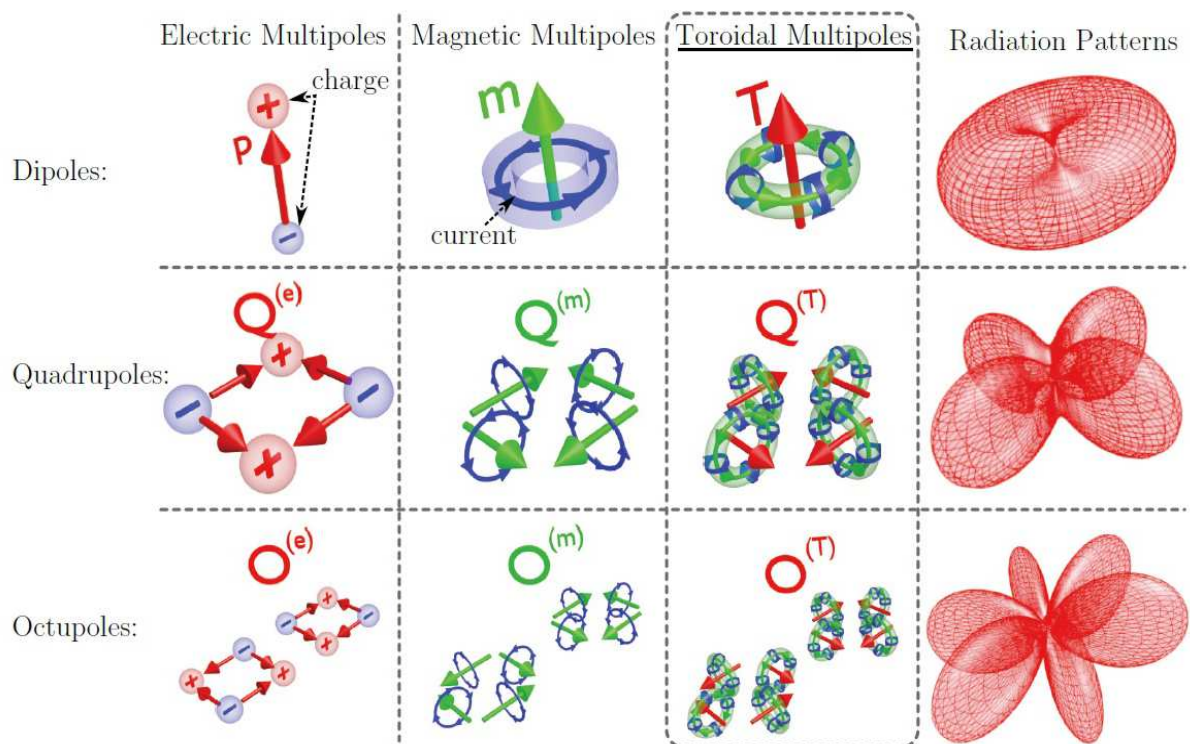 Electric Multipoles Magnetic Multipoles Toroidal Multipoles Radiation Patterns
charge
+
P
−
m
T
Dipoles:
current
Q(e) Q(m) Q(T)
+
Quadrupoles:
− −
+
O(e) O(m) O(T)
+
− −
+
Octupoles:
−
+ +
−